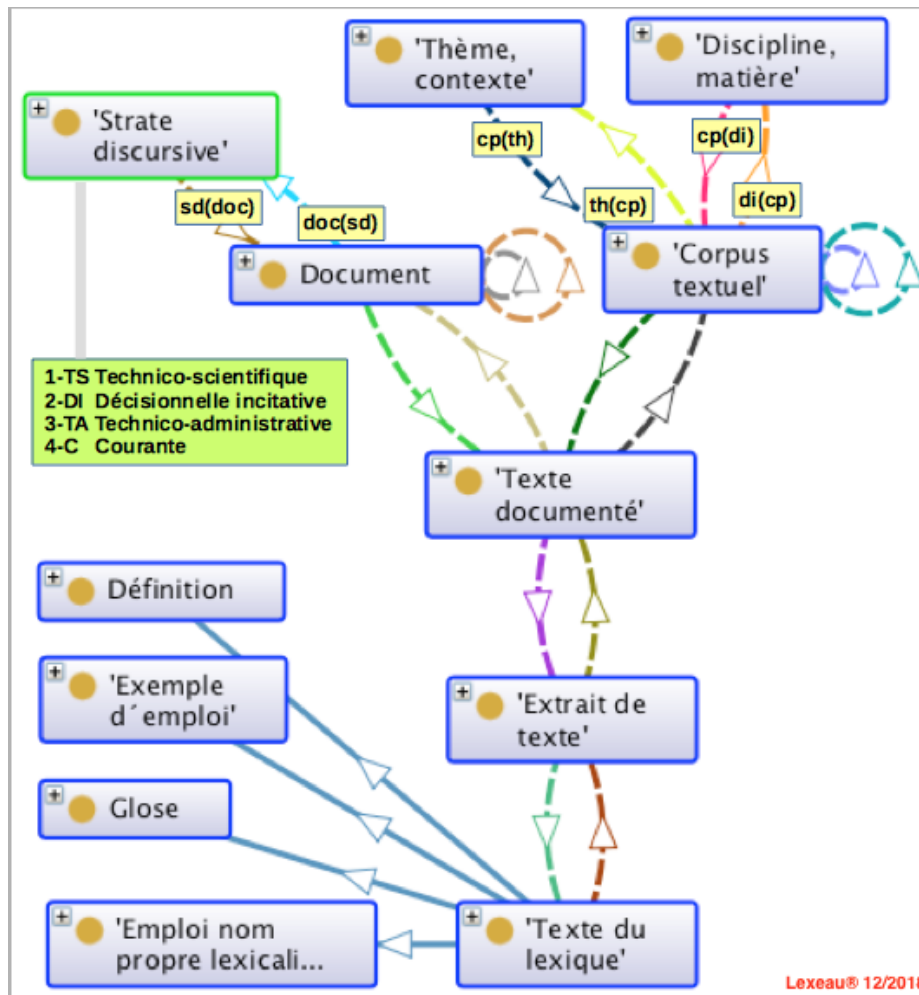 'Thème,
contexte'
'Discipline,
matière'
'Strate
discursive'
cp(th)
cp(di)
sd(doc)
doc(sd)
th(cp)
di(cp)
Document
'Corpus
textuel'
1-TS Technico-scientifique
2-DI Décisionnelle incitative
3-TA Technico-administrative
4-C Courante
'Texte
documenté'
Définition
'Exemple
d´emploi'
'Extrait de
texte'
Glose
'Emploi nom
propre lexicali...
'Texte du
lexique'
Lexeau® 12/2018